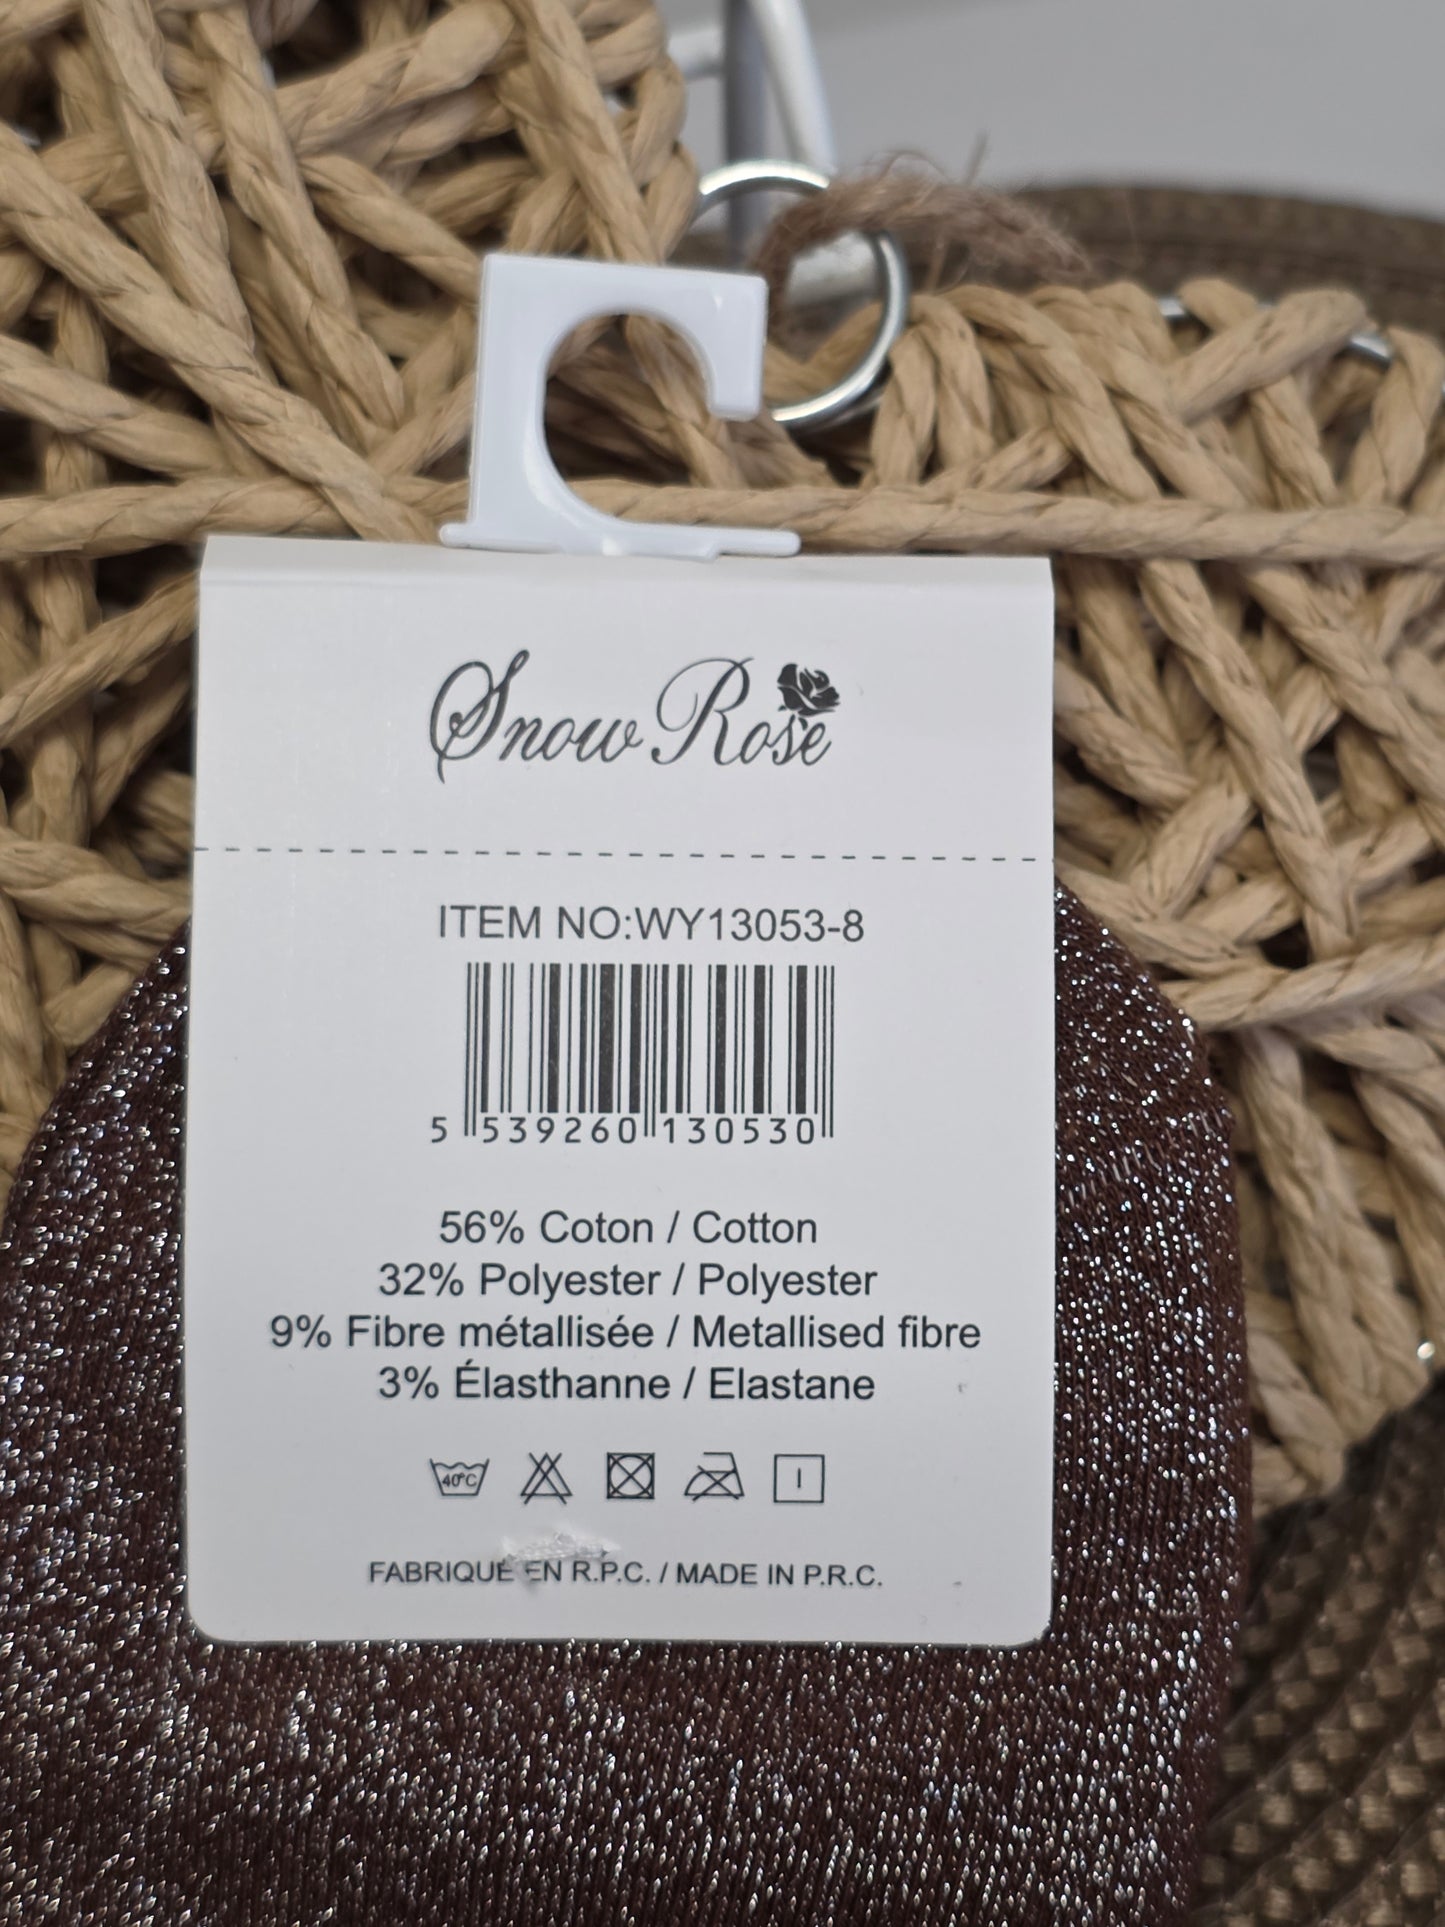 Snow Rose
ITEM NO:WY13053-8
5 539260 130530
56% Coton / Cotton
32% Polyester / Polyester
9% Fibre métallisée / Metallised fibre
3% Élasthanne / Elastane
40°C
FABRIQUÉ EN R.P.C. / MADE IN P.R.C.